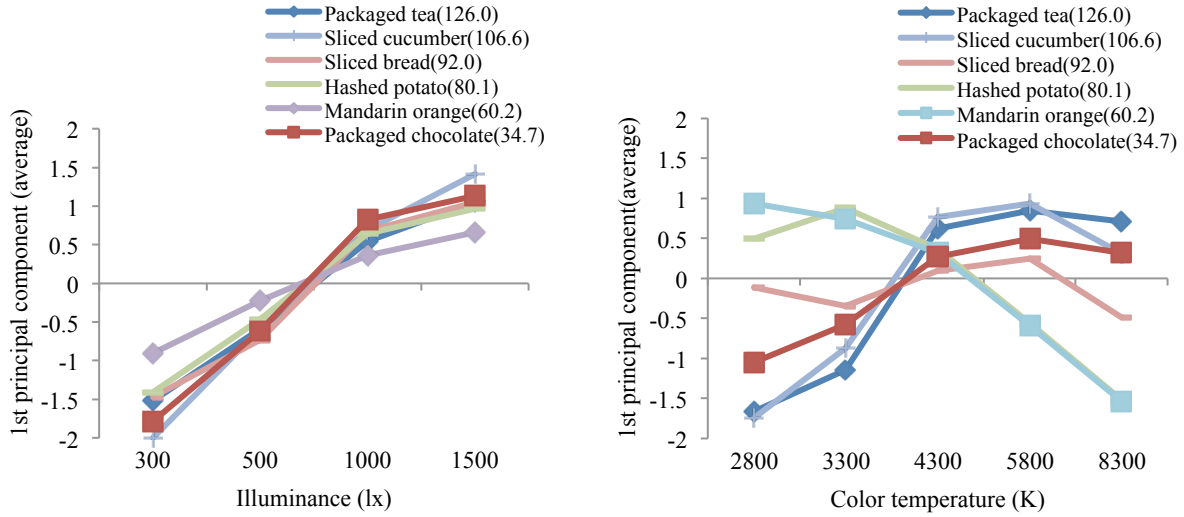 Packaged tea(126.0)
Sliced cucumber(106.6)
Sliced bread(92.0)
Hashed potato(80.1)
Mandarin orange(60.2)
Packaged chocolate(34.7)
1st principal component (average)
2
1.5
1
0.5
0
-0.5
-1
-1.5
-2
300 500 1000 1500
Illuminance (lx)
Packaged tea(126.0)
Sliced cucumber(106.6)
Sliced bread(92.0)
Hashed potato(80.1)
Mandarin orange(60.2)
Packaged chocolate(34.7)
1st principal component(average)
2
1.5
1
0.5
0
-0.5
-1
-1.5
-2
2800 3300 4300 5800 8300
Color temperature (K)